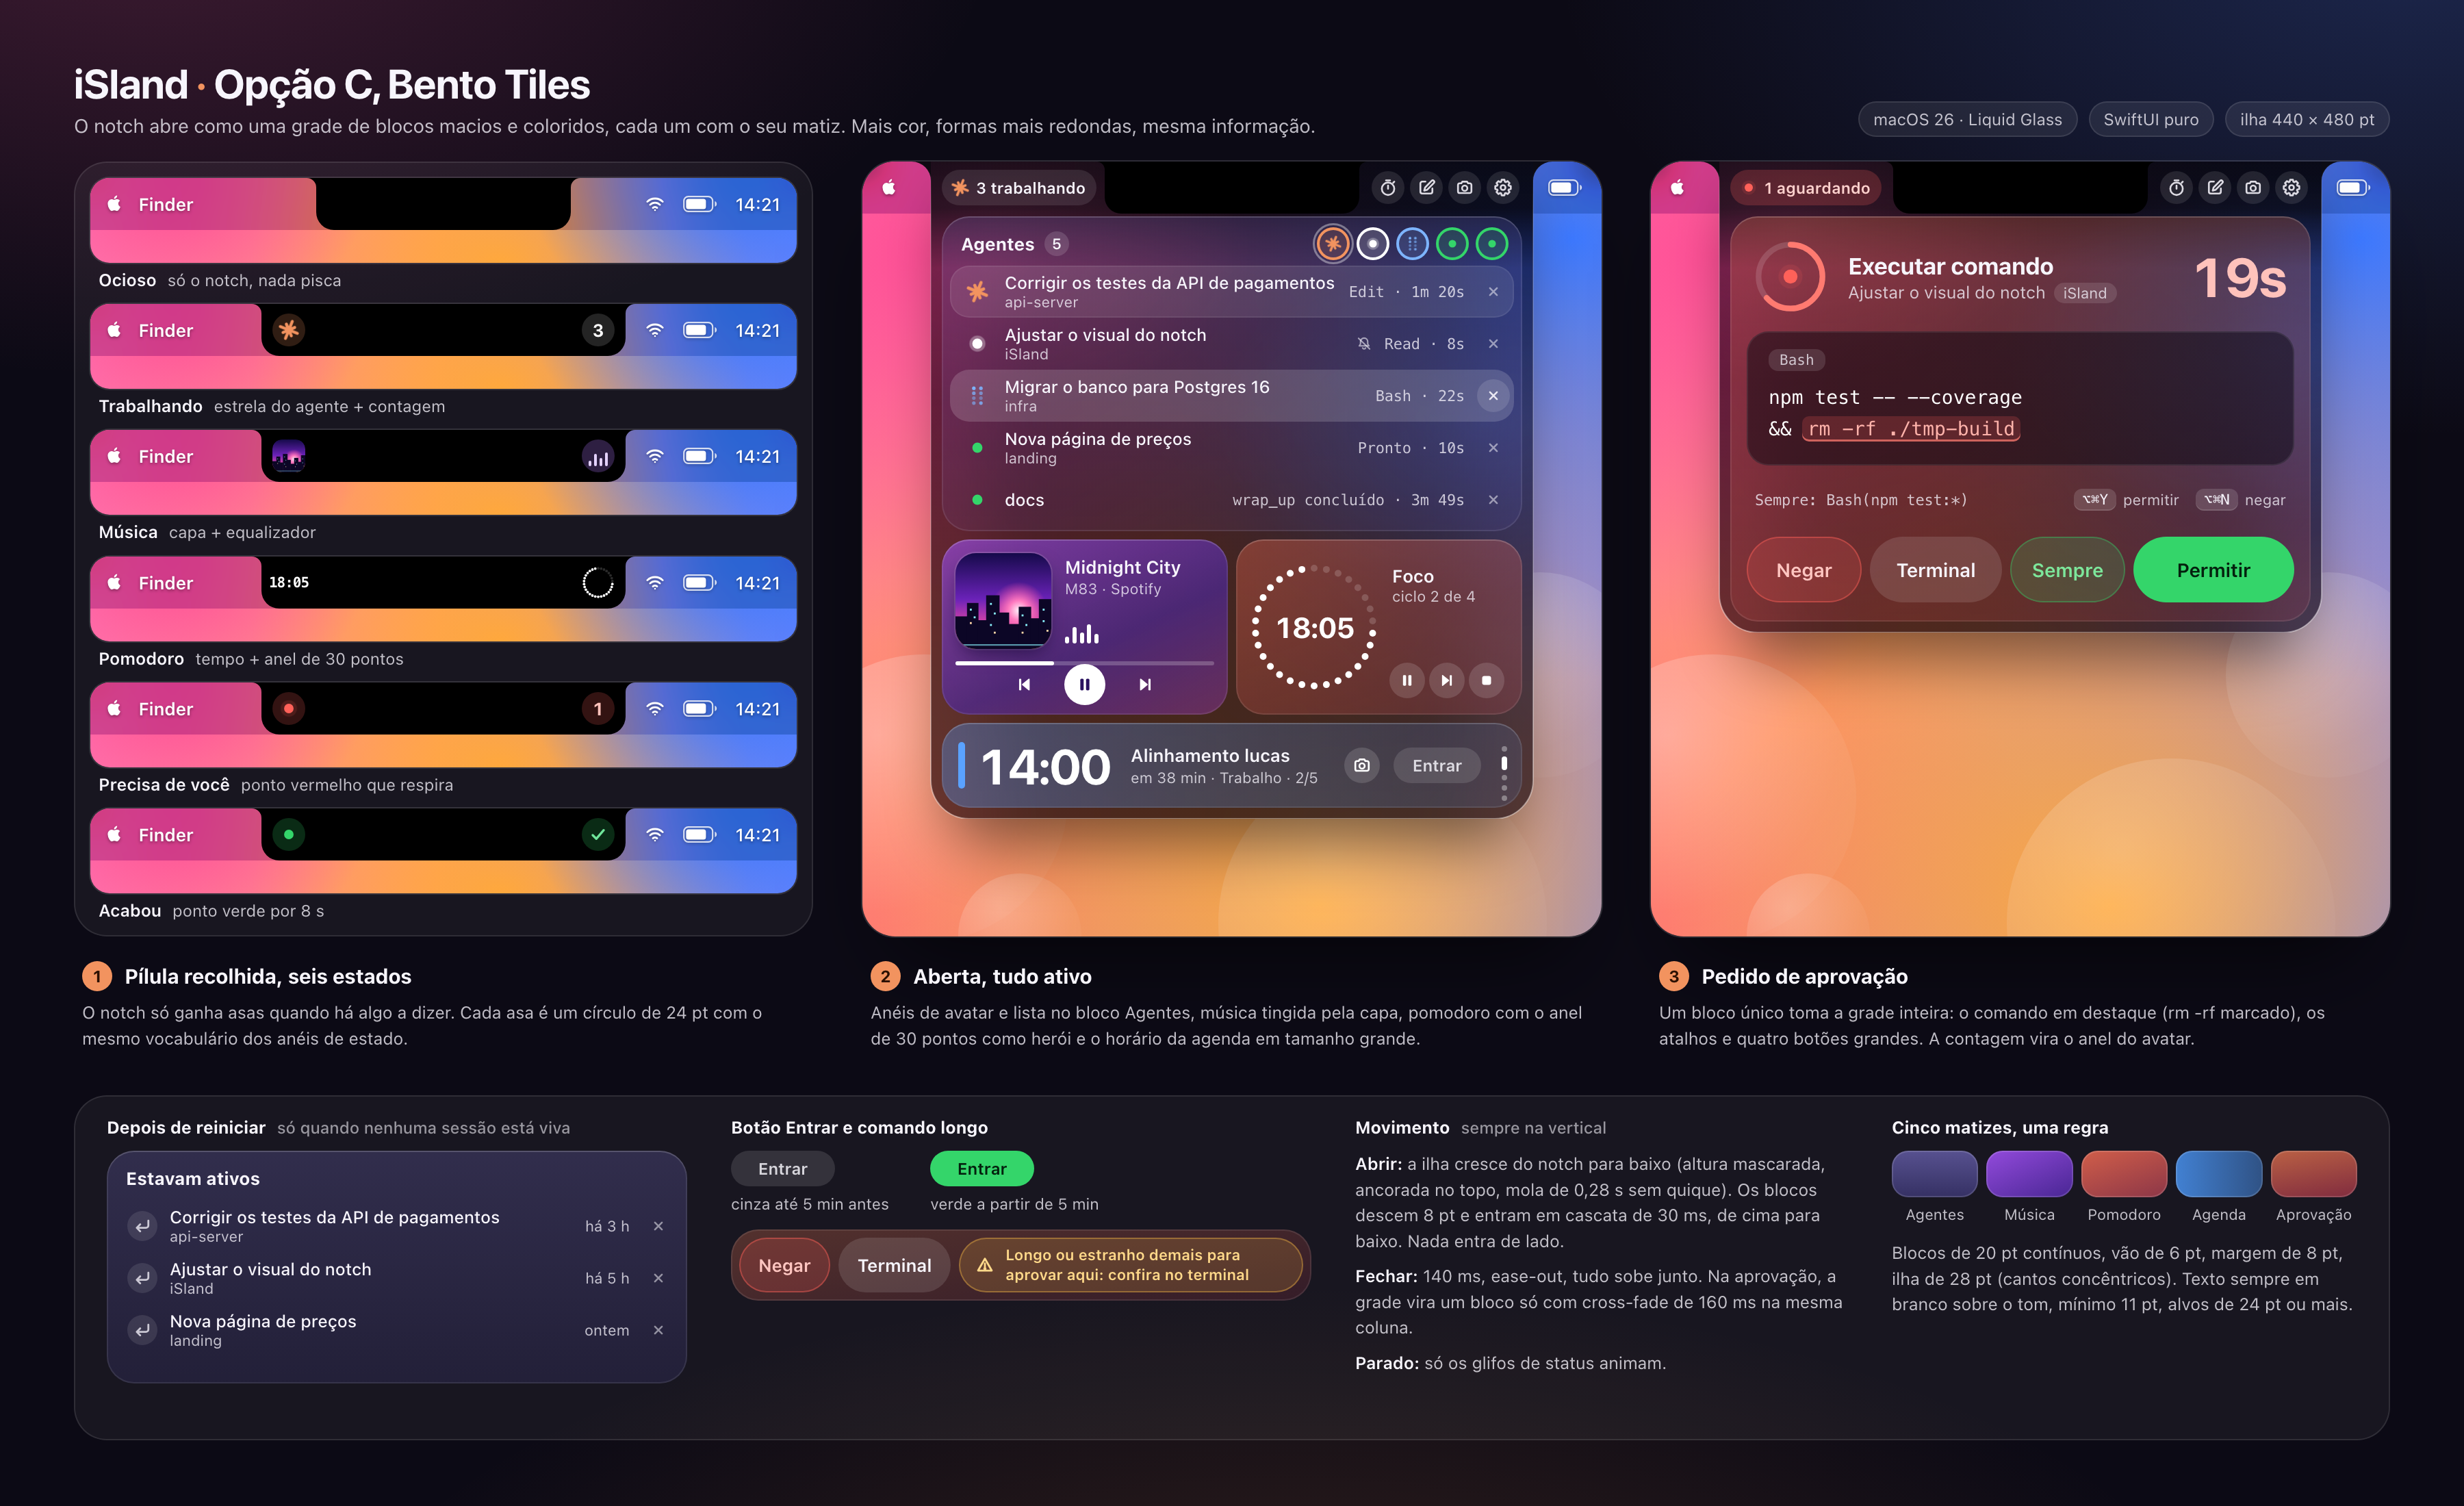 iSland · Opção C, Bento Tiles
O notch abre como uma grade de blocos macios e coloridos, cada um com o seu matiz. Mais cor, formas mais redondas, mesma informação.
macOS 26 · Liquid Glass
SwiftUI puro
ilha 440 × 480 pt
Finder 14:21
Ocioso só o notch, nada pisca
Finder 3 14:21
Trabalhando estrela do agente + contagem
Finder 14:21
Música capa + equalizador
Finder 18:05 14:21
Pomodoro tempo + anel de 30 pontos
Finder 1 14:21
Precisa de você ponto vermelho que respira
Finder 14:21
Acabou ponto verde por 8 s
1 Pílula recolhida, seis estados
O notch só ganha asas quando há algo a dizer. Cada asa é um círculo de 24 pt com o
mesmo vocabulário dos anéis de estado.
3 trabalhando
Agentes 5
Corrigir os testes da API de pagamentos Edit · 1m 20s ×
api-server
Ajustar o visual do notch Read · 8s ×
iSland
Migrar o banco para Postgres 16 Bash · 22s ×
infra
Nova página de preços Pronto · 10s ×
landing
docs wrap_up concluído · 3m 49s ×
Midnight City
M83 · Spotify
18:05
Foco
ciclo 2 de 4
14:00
Alinhamento lucas
em 38 min · Trabalho · 2/5
Entrar
2 Aberta, tudo ativo
Anéis de avatar e lista no bloco Agentes, música tingida pela capa, pomodoro com o anel
de 30 pontos como herói e o horário da agenda em tamanho grande.
1 aguardando
Executar comando
Ajustar o visual do notch iSland
19s
Bash
npm test -- --coverage
&& rm -rf ./tmp-build
Sempre: Bash(npm test:*) ⌥⌘Y permitir ⌥⌘N negar
Negar Terminal Sempre Permitir
3 Pedido de aprovação
Um bloco único toma a grade inteira: o comando em destaque (rm -rf marcado), os
atalhos e quatro botões grandes. A contagem vira o anel do avatar.
Depois de reiniciar só quando nenhuma sessão está viva
Estavam ativos
Corrigir os testes da API de pagamentos há 3 h ×
api-server
Ajustar o visual do notch há 5 h ×
iSland
Nova página de preços ontem ×
landing
Botão Entrar e comando longo
Entrar Entrar
cinza até 5 min antes verde a partir de 5 min
Negar Terminal
Longo ou estranho demais para
aprovar aqui: confira no terminal
Movimento sempre na vertical
Abrir: a ilha cresce do notch para baixo (altura mascarada,
ancorada no topo, mola de 0,28 s sem quique). Os blocos
descem 8 pt e entram em cascata de 30 ms, de cima para
baixo. Nada entra de lado.
Fechar: 140 ms, ease-out, tudo sobe junto. Na aprovação, a
grade vira um bloco só com cross-fade de 160 ms na mesma
coluna.
Parado: só os glifos de status animam.
Cinco matizes, uma regra
Agentes Música Pomodoro Agenda Aprovação
Blocos de 20 pt contínuos, vão de 6 pt, margem de 8 pt,
ilha de 28 pt (cantos concêntricos). Texto sempre em
branco sobre o tom, mínimo 11 pt, alvos de 24 pt ou mais.